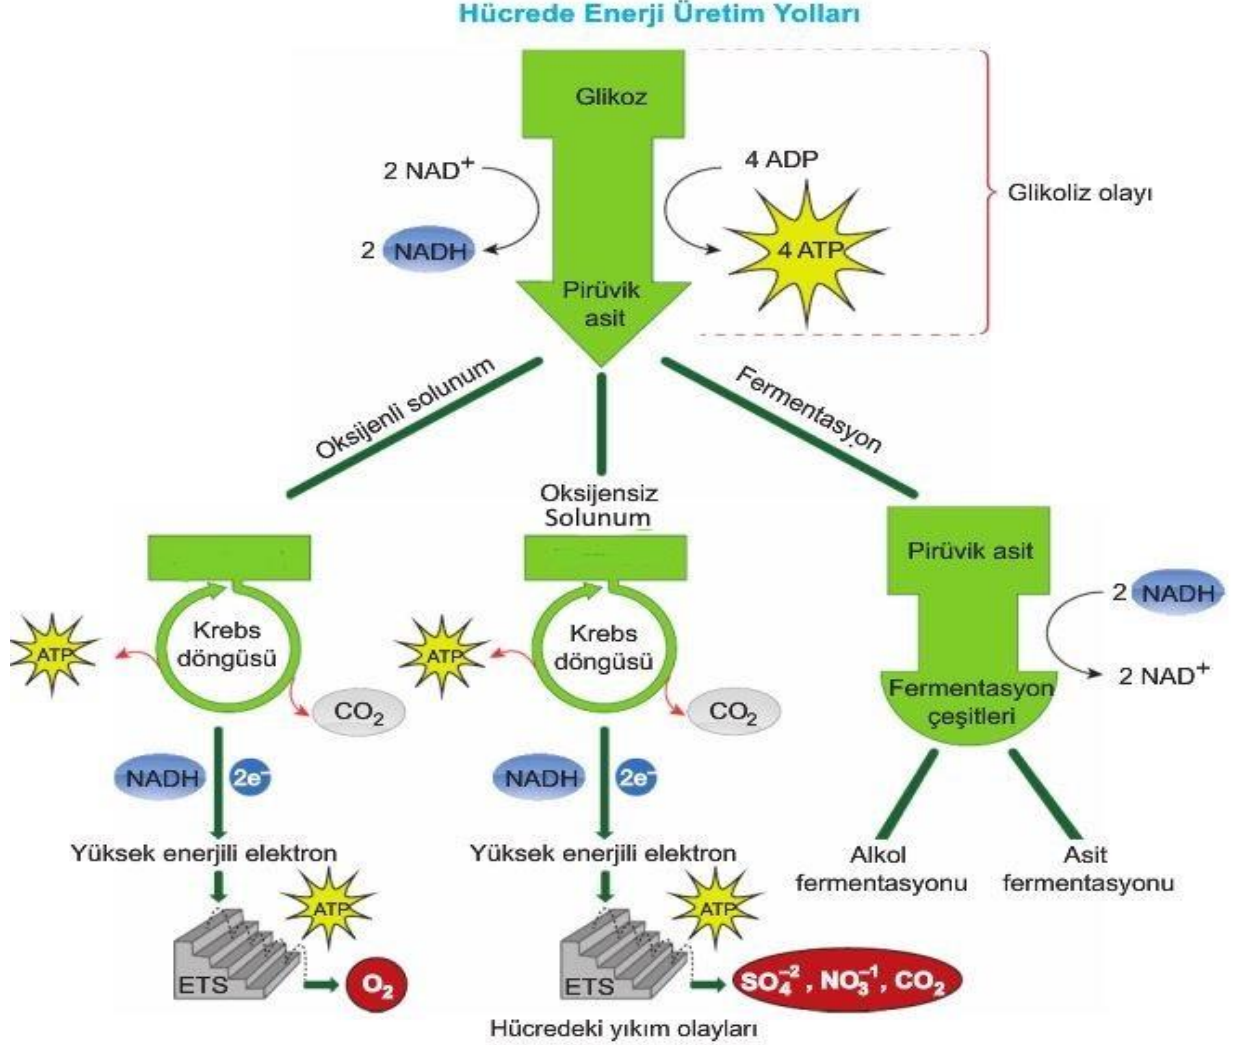 Hücrede Enerji Üretim Yolları
Glikoz
2 NAD⁺
4 ADP
Glikoliz olayı
2 NADH
4 ATP
Pirüvik
asit
Oksijenli solunum
Fermentasyon
Oksijensiz
Solunum
Pirüvik asit
2 NADH
2 NAD⁺
Fermentasyon
çeşitleri
Krebs
döngüsü
ATP
CO₂
Krebs
döngüsü
ATP
CO₂
NADH
2e⁻
NADH
2e⁻
Yüksek enerjili elektron
Yüksek enerjili elektron
Alkol
fermentasyonu
Asit
fermentasyonu
ATP
ETS
O₂
ATP
ETS
SO₄⁻², NO₃⁻¹, CO₂
Hücredeki yıkım olayları